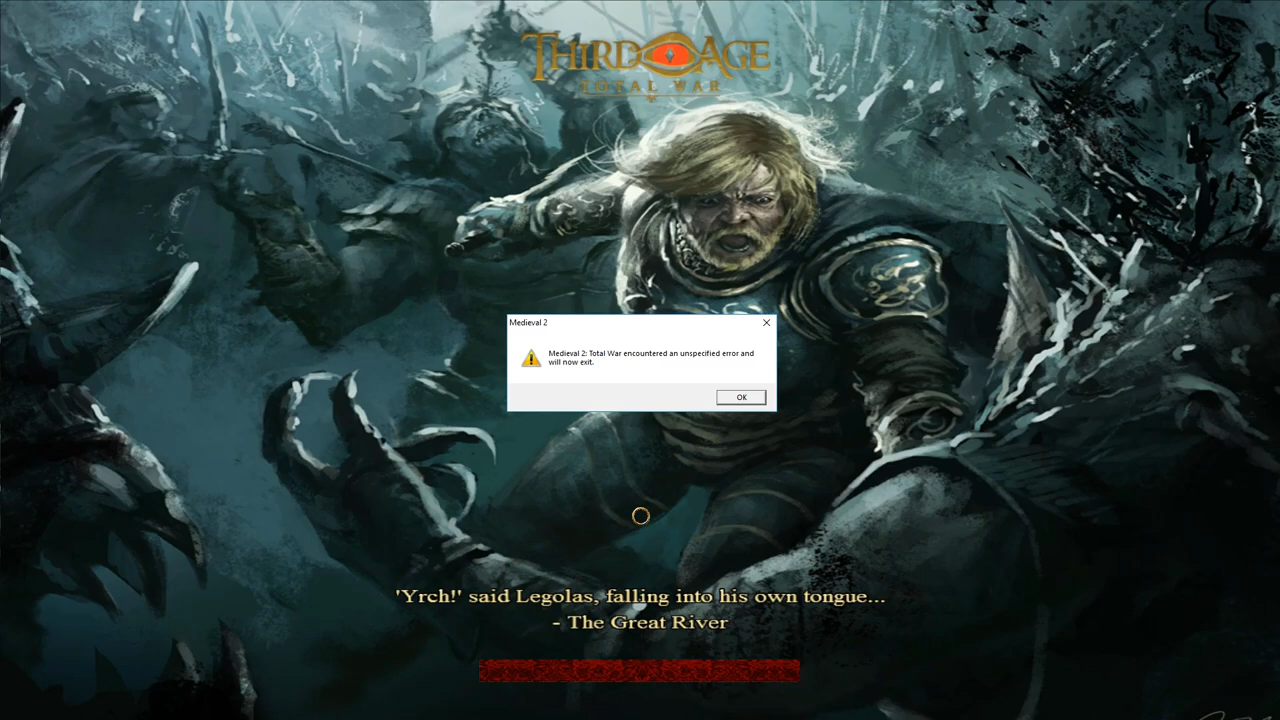 THIRD AGE
TOTAL WAR
Medieval 2
Medieval 2: Total War encountered an unspecified error and
will now exit.
OK
'Yrch!' said Legolas, falling into his own tongue...
- The Great River